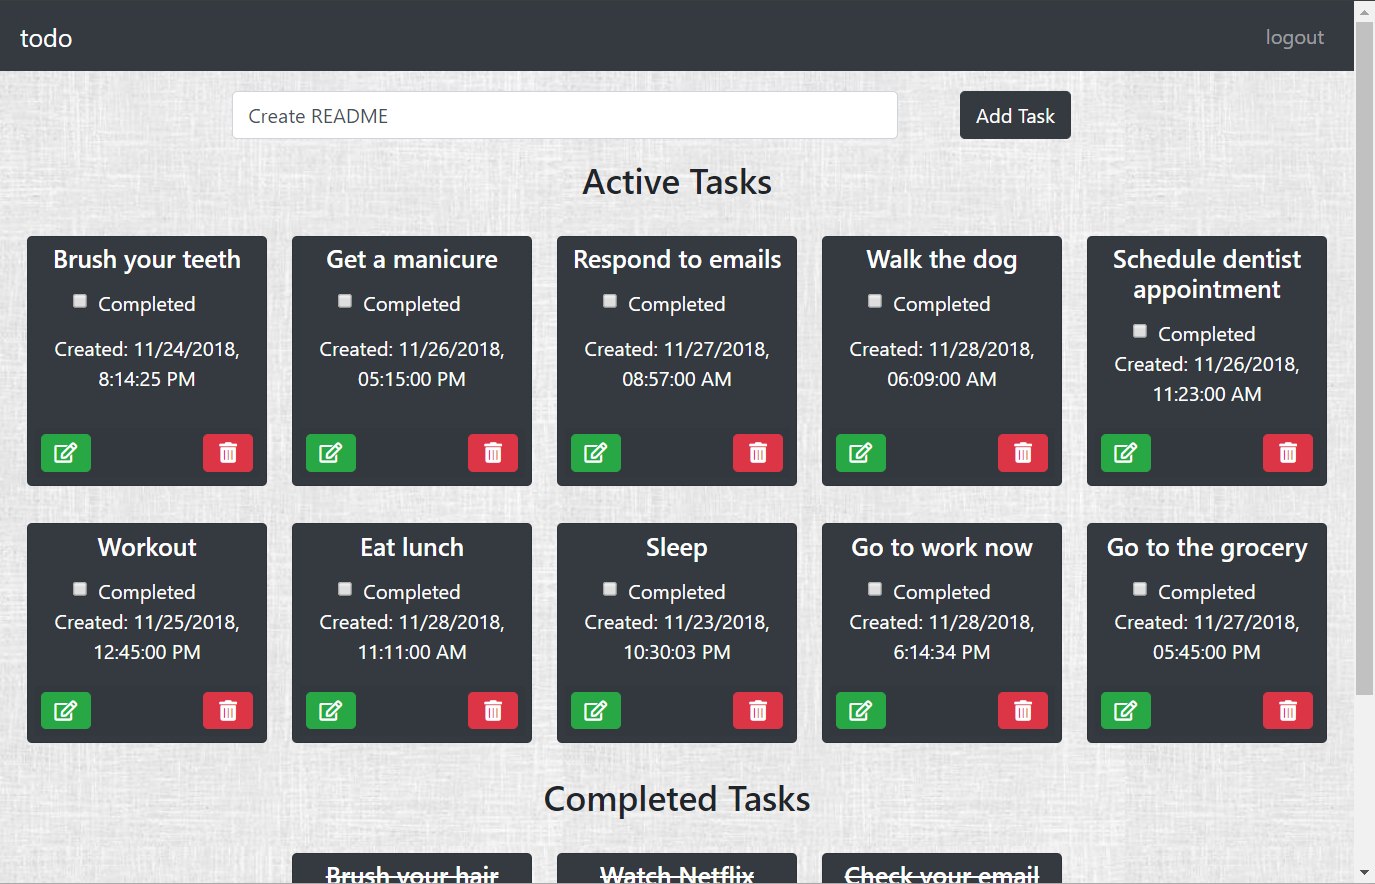 todo
logout
Create README
Add Task
Active Tasks
Brush your teeth
Completed
Created: 11/24/2018,
8:14:25 PM
Get a manicure
Completed
Created: 11/26/2018,
05:15:00 PM
Respond to emails
Completed
Created: 11/27/2018,
08:57:00 AM
Walk the dog
Completed
Created: 11/28/2018,
06:09:00 AM
Schedule dentist
appointment
Completed
Created: 11/26/2018,
11:23:00 AM
Workout
Completed
Created: 11/25/2018,
12:45:00 PM
Eat lunch
Completed
Created: 11/28/2018,
11:11:00 AM
Sleep
Completed
Created: 11/23/2018,
10:30:03 PM
Go to work now
Completed
Created: 11/28/2018,
6:14:34 PM
Go to the grocery
Completed
Created: 11/27/2018,
05:45:00 PM
Completed Tasks
Brush your hair
Watch Netflix
Check your email